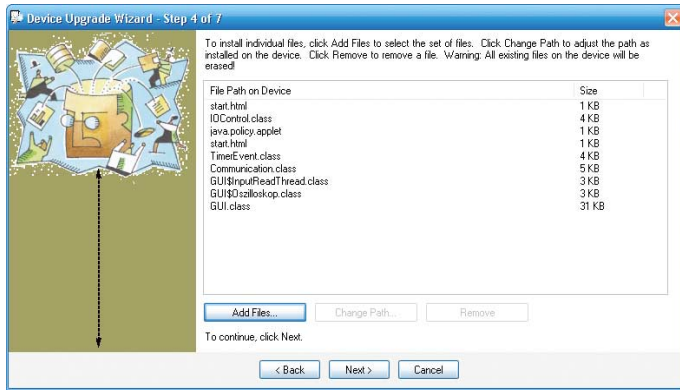 Device Upgrade Wizard - Step 4 of 7
To install individual files, click Add Files to select the set of files. Click Change Path to adjust the path as
installed on the device. Click Remove to remove a file. Warning: All existing files on the device will be
erased!
File Path on Device Size
start.html 1 KB
IOControl.class 4 KB
java.policy.applet 1 KB
start.html 1 KB
TimerEvent.class 4 KB
Communication.class 5 KB
GUI$InputReadThread.class 3 KB
GUI$Oszilloskop.class 3 KB
GUI.class 31 KB
Add Files... Change Path... Remove
To continue, click Next.
< Back Next > Cancel